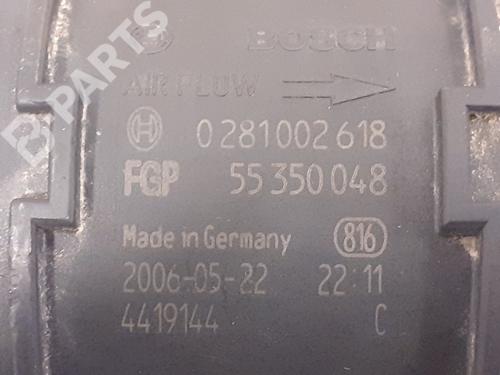 B PARTS
BOSCH
AIR FLOW
0 281 002 618
FGP 55 350 048
Made in Germany 816
2006-05-22 22:11
4419144 C